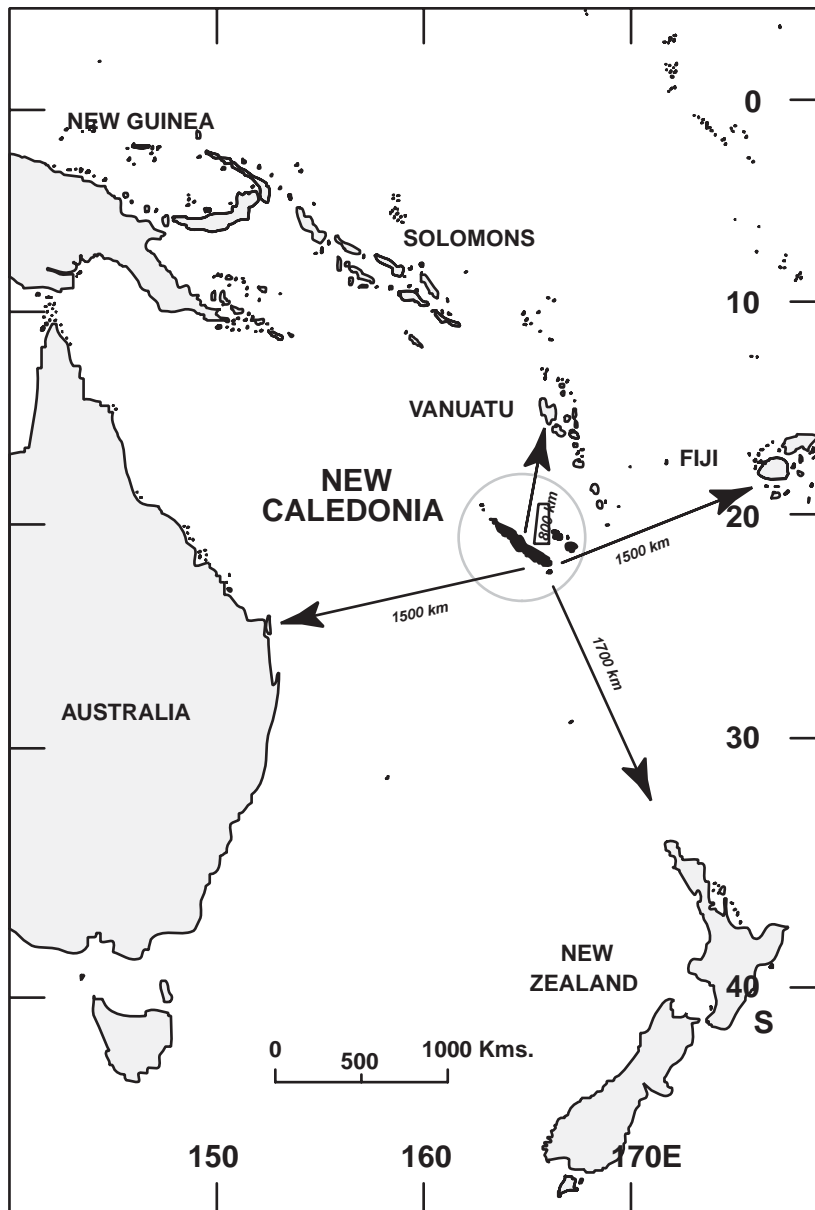 0
NEW GUINEA
SOLOMONS
10
VANUATU
FIJI
NEW
CALEDONIA
800 km
20
1500 km
1500 km
1700 km
AUSTRALIA
30
NEW
ZEALAND
40
S
0
500
1000 Kms.
150
160
170E